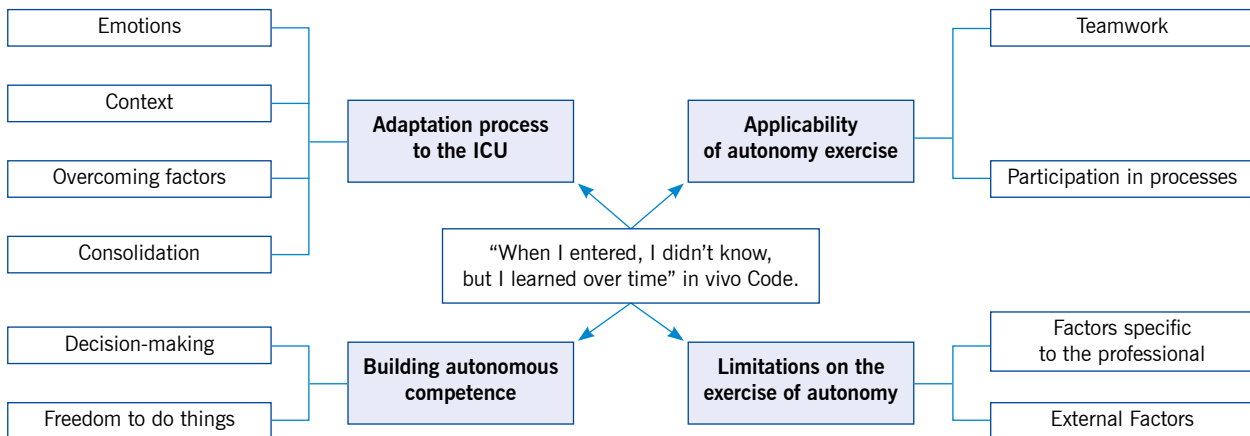 Emotions
Context
Overcoming factors
Consolidation
Adaptation process
to the ICU
Applicability
of autonomy exercise
Teamwork
Participation in processes
“When I entered, I didn’t know,
but I learned over time” in vivo Code.
Decision-making
Freedom to do things
Building autonomous
competence
Limitations on the
exercise of autonomy
Factors specific
to the professional
External Factors